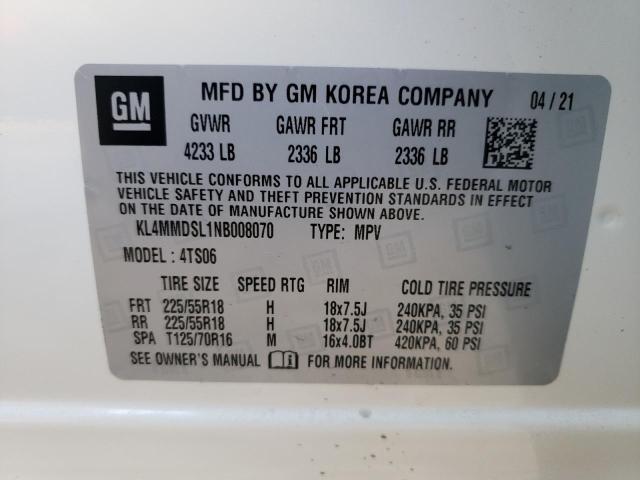 GM MFD BY GM KOREA COMPANY 04 / 21
GVWR GAWR FRT GAWR RR
4233 LB 2336 LB 2336 LB
THIS VEHICLE CONFORMS TO ALL APPLICABLE U.S. FEDERAL MOTOR
VEHICLE SAFETY AND THEFT PREVENTION STANDARDS IN EFFECT
ON THE DATE OF MANUFACTURE SHOWN ABOVE.
KL4MMDSL1NB008070 TYPE: MPV
MODEL : 4TS06
TIRE SIZE SPEED RTG RIM COLD TIRE PRESSURE
FRT 225/55R18 H 18x7.5J 240KPA, 35 PSI
RR 225/55R18 H 18x7.5J 240KPA, 35 PSI
SPA T125/70R16 M 16x4.0BT 420KPA, 60 PSI
SEE OWNER'S MANUAL FOR MORE INFORMATION.